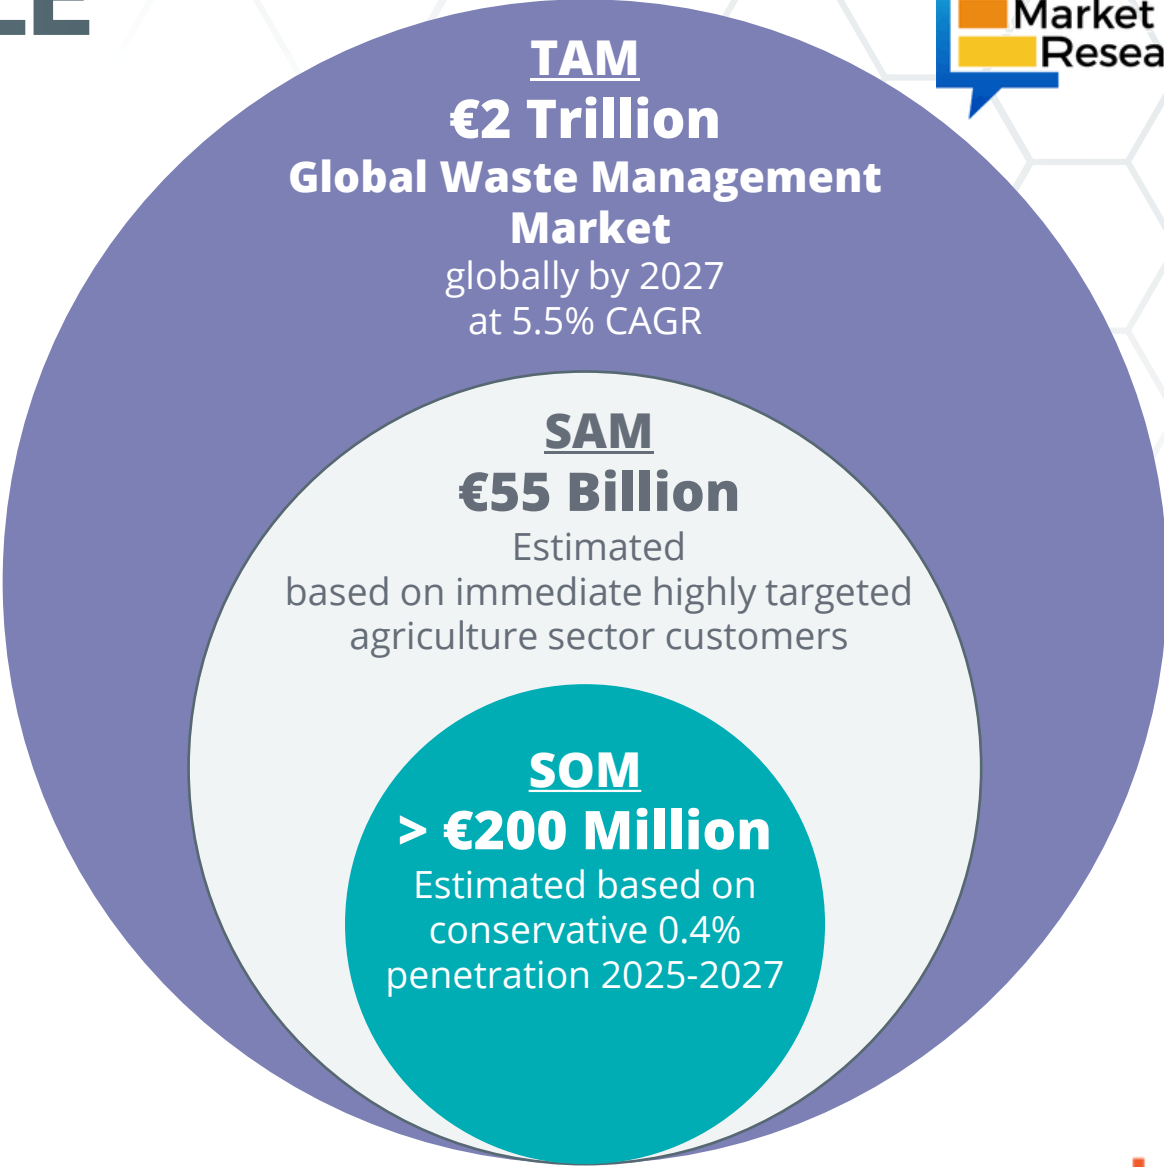 LE
Market
Resea
TAM
€2 Trillion
Global Waste Management
Market
globally by 2027
at 5.5% CAGR
SAM
€55 Billion
Estimated
based on immediate highly targeted
agriculture sector customers
SOM
> €200 Million
Estimated based on
conservative 0.4%
penetration 2025-2027